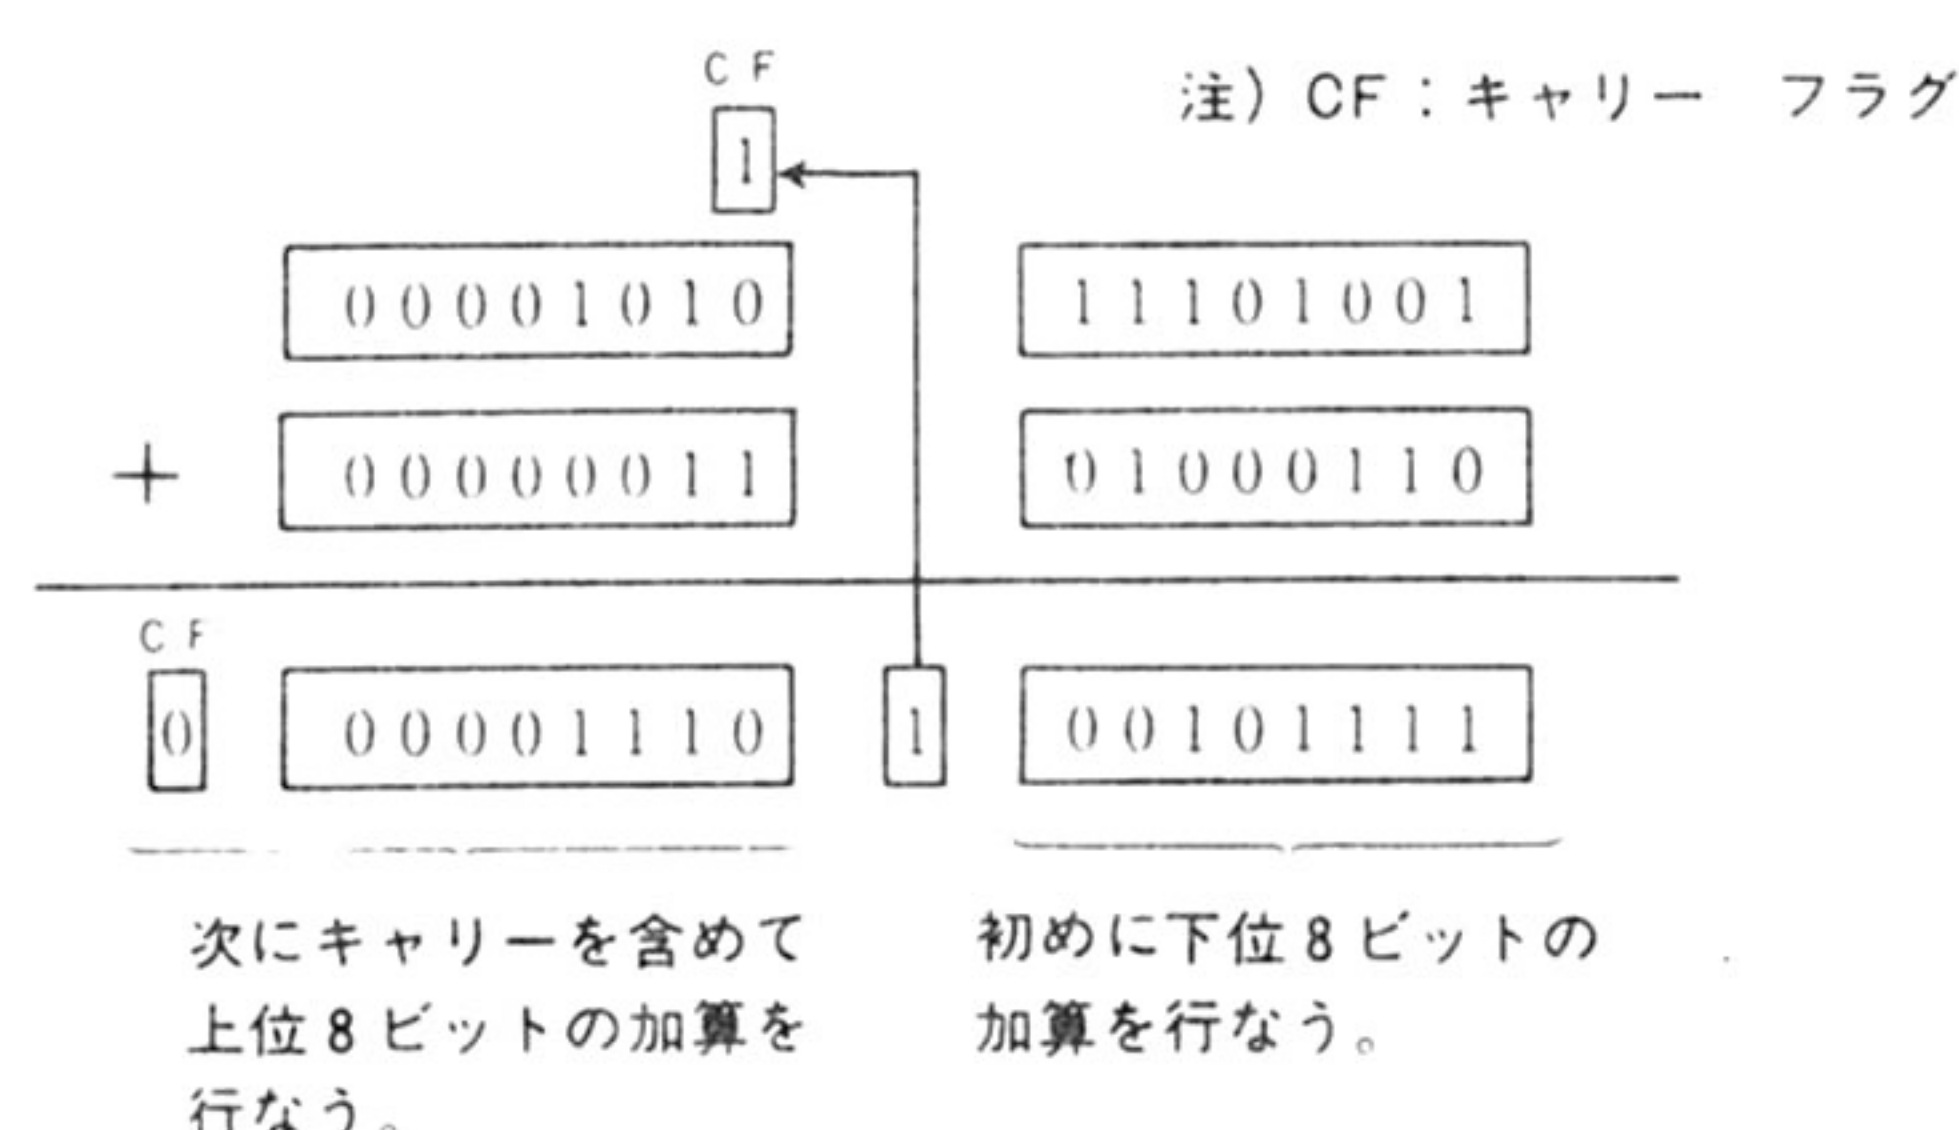 CF
注) CF：キャリー フラグ
1
00001010 11101001
+ 00000011 01000110
CF
0 00001110 1 00101111
次にキャリーを含めて
上位8ビットの加算を
行なう。
初めに下位8ビットの
加算を行なう。